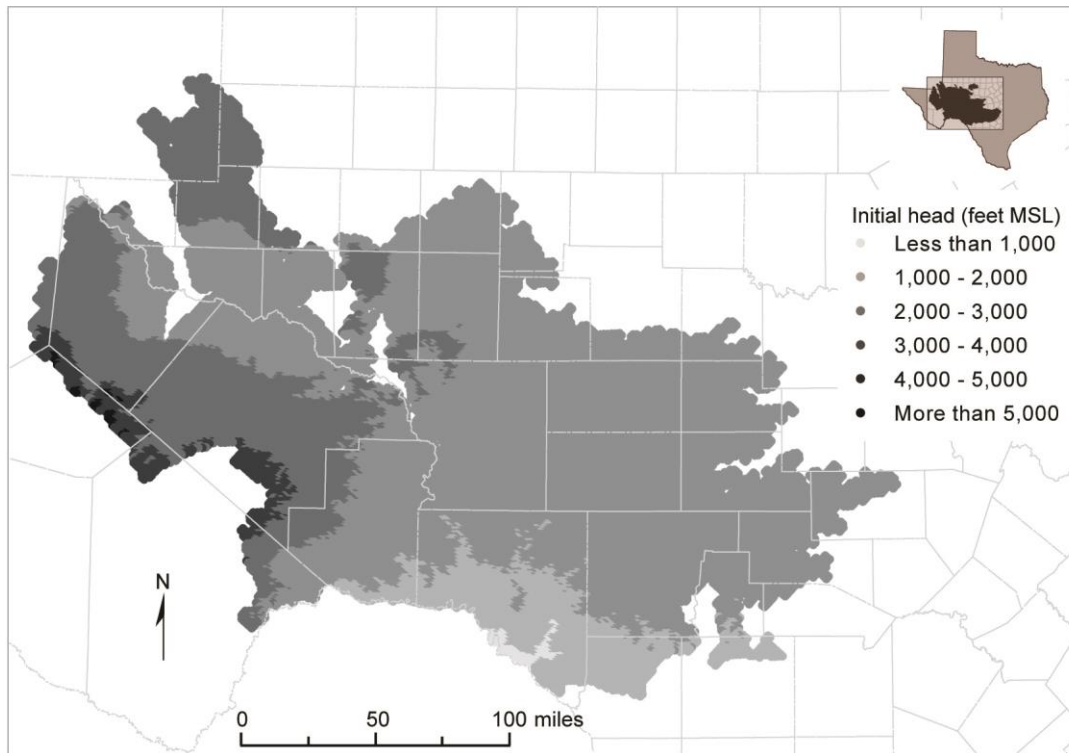 Initial head (feet MSL)
Less than 1,000
1,000 - 2,000
2,000 - 3,000
3,000 - 4,000
4,000 - 5,000
More than 5,000
N
0 50 100 miles